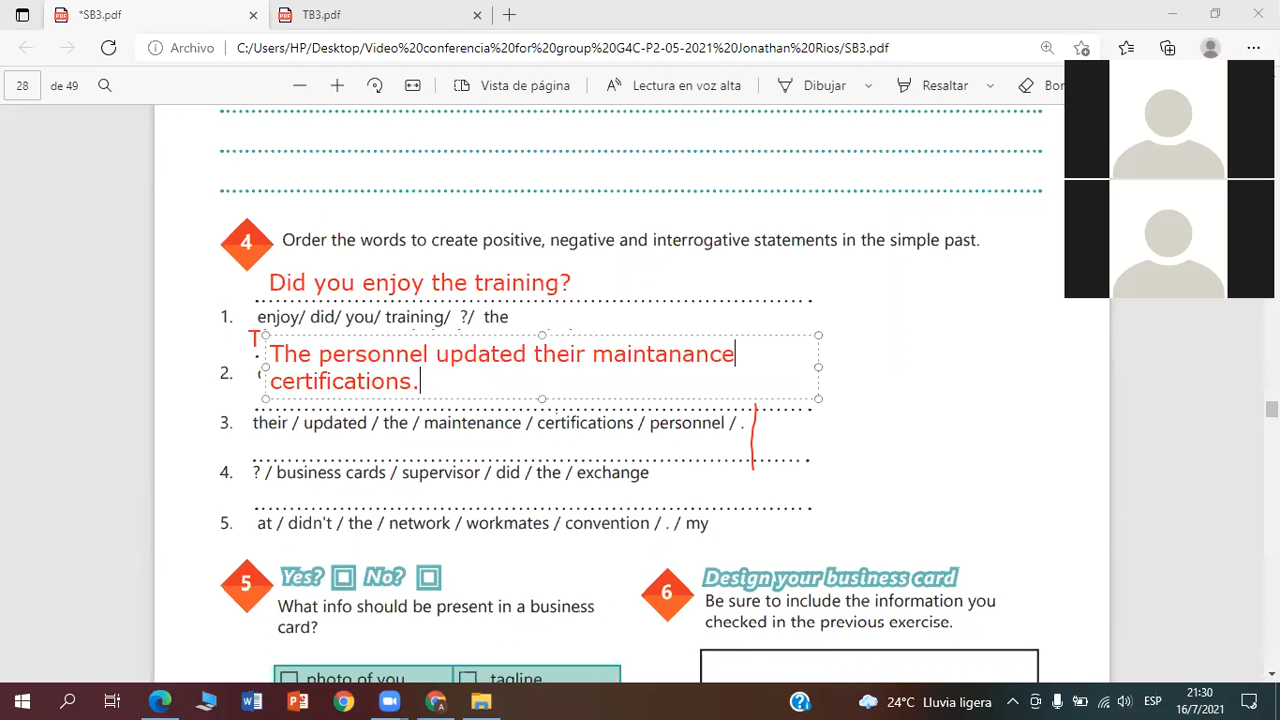 *SB3.pdf
TB3.pdf
Archivo C:/Users/HP/Desktop/Video%20conferencia%20for%20group%20G4C-P2-05-2021%20Jonathan%20Rios/SB3.pdf
28 de 49 Vista de página Lectura en voz alta Dibujar Resaltar Bor
4 Order the words to create positive, negative and interrogative statements in the simple past.
Did you enjoy the training?
1. enjoy/ did/ you/ training/ ?/ the
T
The personnel updated their maintanance
certifications.
2.
3. their / updated / the / maintenance / certifications / personnel / .
4. ? / business cards / supervisor / did / the / exchange
5. at / didn't / the / network / workmates / convention / . / my
5 Yes? No?
What info should be present in a business
card?
photo of you tagline
6 Design your business card
Be sure to include the information you
checked in the previous exercise.
24°C Lluvia ligera ESP 21:30
16/7/2021